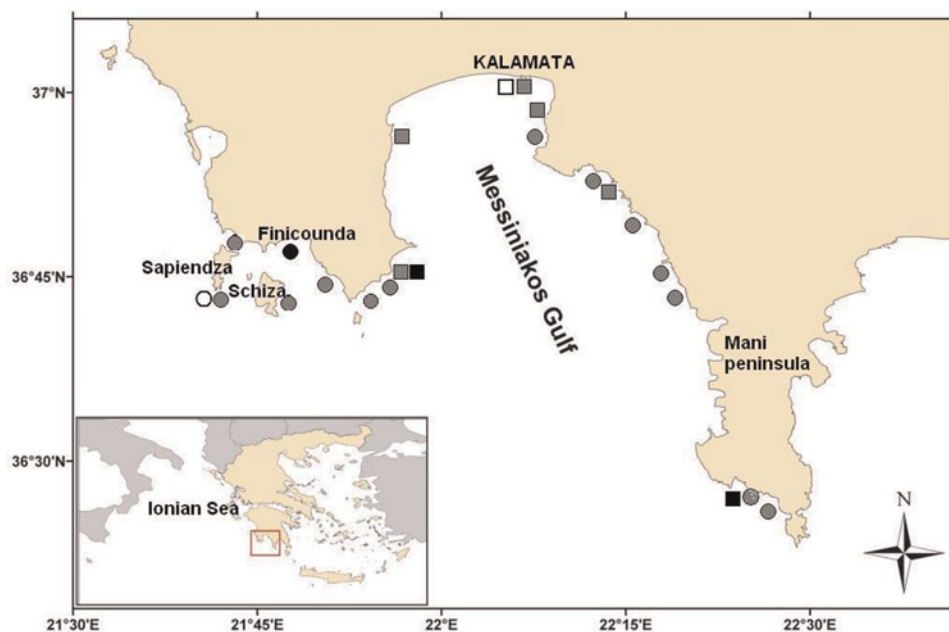 KALAMATA
37°N
Messiniakos Gulf
Finicounda
Sapiendza
36°45'N
Schiza
Mani
peninsula
36°30'N
Ionian Sea
N
21°30'E
21°45'E
22°E
22°15'E
22°30'E